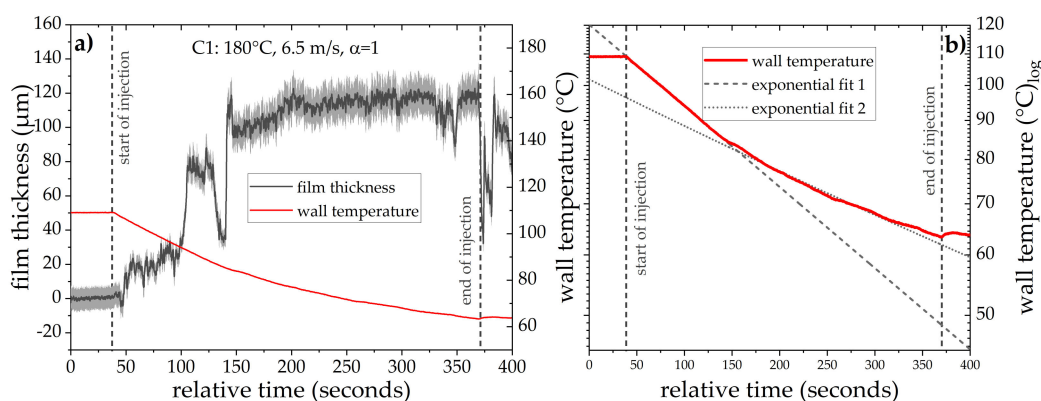 a)
C1: 180°C, 6.5 m/s, α=1
film thickness (µm)
160
140
120
100
80
60
40
20
0
-20
start of injection
film thickness
wall temperature
end of injection
180
160
140
120
100
80
60
wall temperature (°C)
0 50 100 150 200 250 300 350 400
relative time (seconds)
b)
wall temperature
exponential fit 1
exponential fit 2
start of injection
end of injection
120
110
100
90
80
70
60
50
wall temperature (°C)log
0 50 100 150 200 250 300 350 400
relative time (seconds)